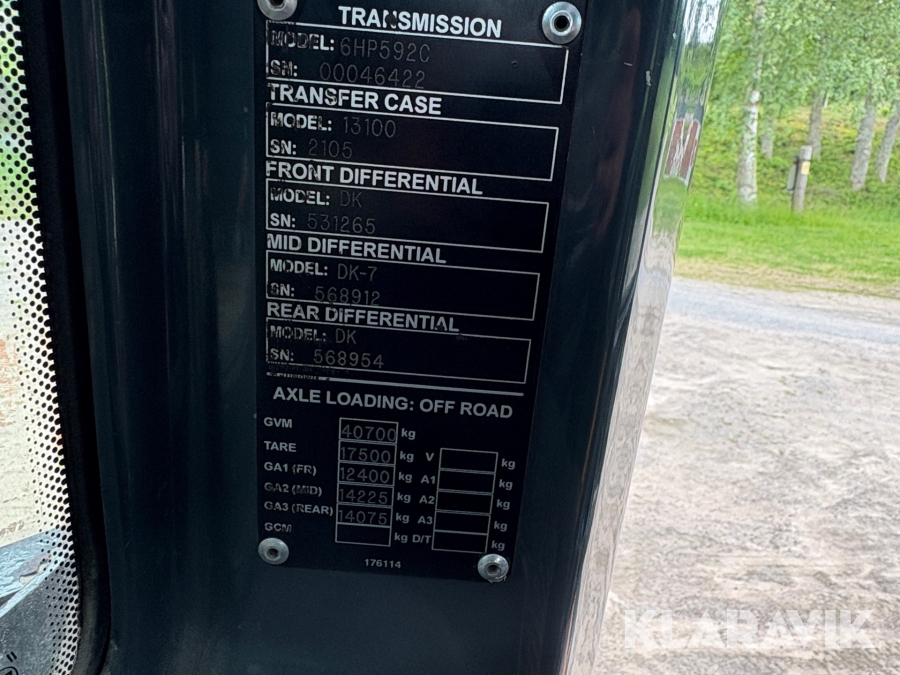 TRANSMISSION
MODEL: 6HP592C
SN: 00046422
TRANSFER CASE
MODEL: 13100
SN: 2105
FRONT DIFFERENTIAL
MODEL: DK
SN: 531265
MID DIFFERENTIAL
MODEL: DK-7
SN: 568912
REAR DIFFERENTIAL
MODEL: DK
SN: 568954
AXLE LOADING: OFF ROAD
GVM 40700 kg
TARE 17500 kg V kg
GA1 (FR) 12400 kg A1 kg
GA2 (MID) 14225 kg A2 kg
GA3 (REAR) 14075 kg A3 kg
GCM kg D/T kg
176114
KLARAVIK